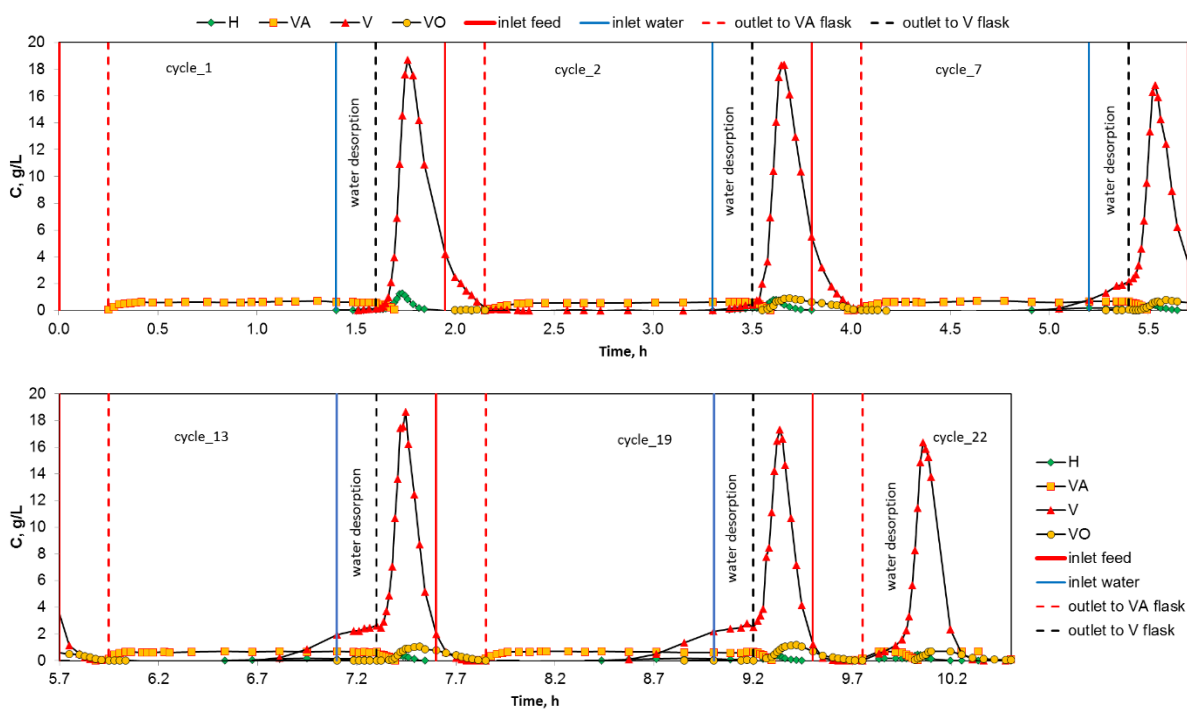 H VA V VO inlet feed inlet water outlet to VA flask outlet to V flask
20
18
16
14
12
10
8
6
4
2
0
C, g/L
cycle_1
water desorption
cycle_2
water desorption
cycle_7
water desorption
0.0 0.5 1.0 1.5 2.0 2.5 3.0 3.5 4.0 4.5 5.0 5.5
Time, h
20
18
16
14
12
10
8
6
4
2
0
C, g/L
cycle_13
water desorption
cycle_19
water desorption
cycle_22
water desorption
5.7 6.2 6.7 7.2 7.7 8.2 8.7 9.2 9.7 10.2
Time, h
H
VA
V
VO
inlet feed
inlet water
outlet to VA flask
outlet to V flask